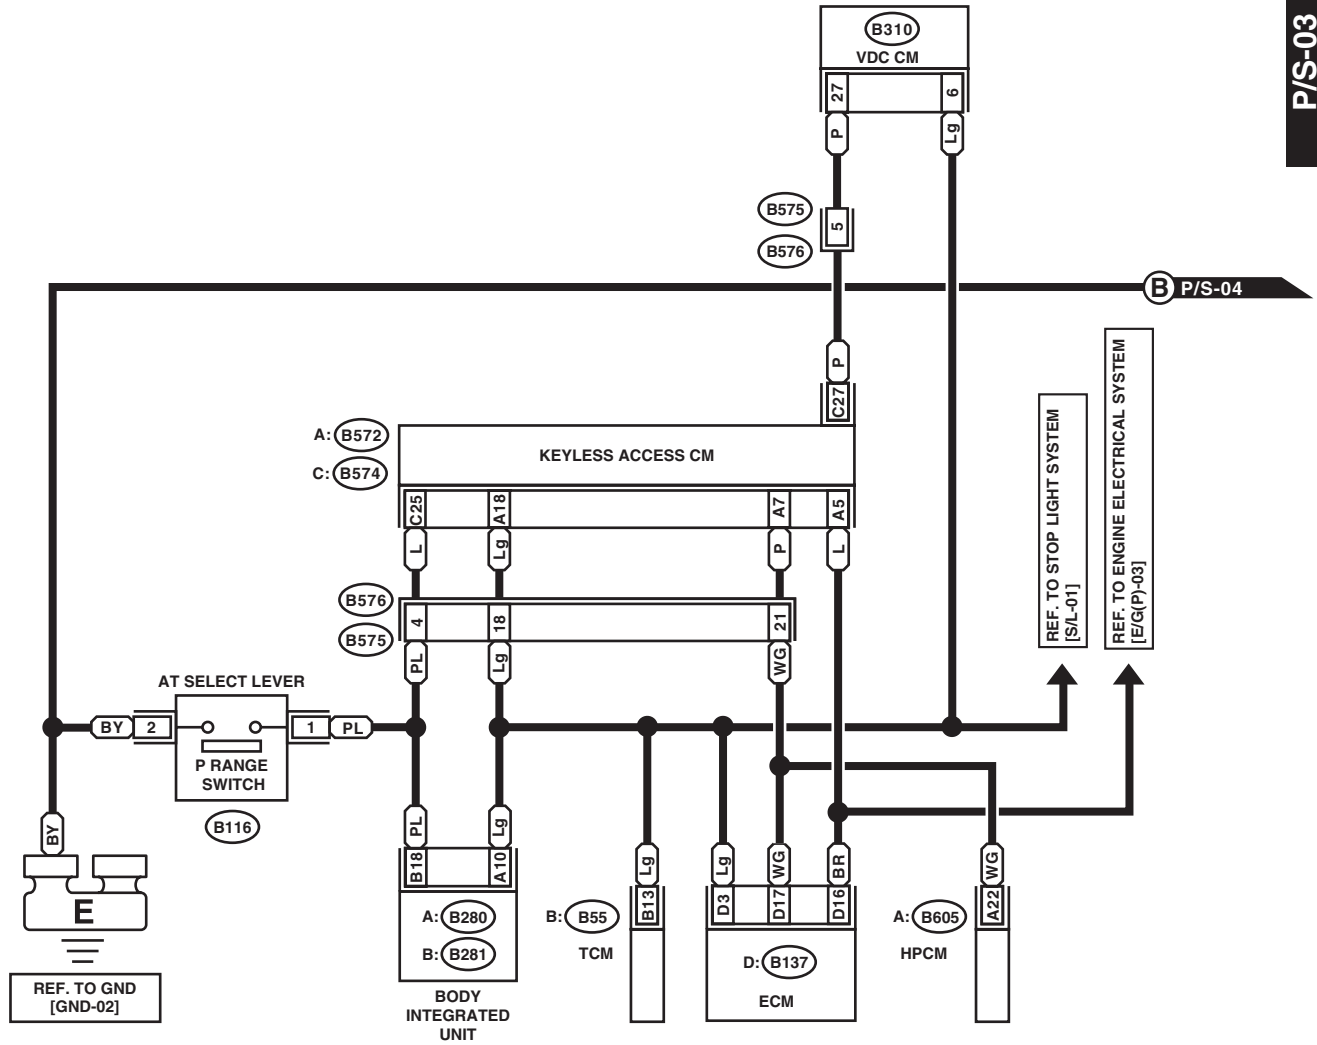 P/S-03
B310
VDC CM
27
6
P
Lg
B575
5
B576
B
P/S-04
P
C27
REF. TO STOP LIGHT SYSTEM
[S/L-01]
REF. TO ENGINE ELECTRICAL SYSTEM
[E/G(P)-03]
A: B572
C: B574
KEYLESS ACCESS CM
C25
A18
A7
A5
L
Lg
P
L
B576
B575
4
18
21
PL
Lg
WG
AT SELECT LEVER
BY
2
1
PL
P RANGE
SWITCH
B116
BY
E
REF. TO GND
[GND-02]
PL
Lg
B18
A10
A: B280
B: B281
BODY
INTEGRATED
UNIT
Lg
B13
B: B55
TCM
Lg
WG
BR
D3
D17
D16
D: B137
ECM
WG
A22
A: B605
HPCM